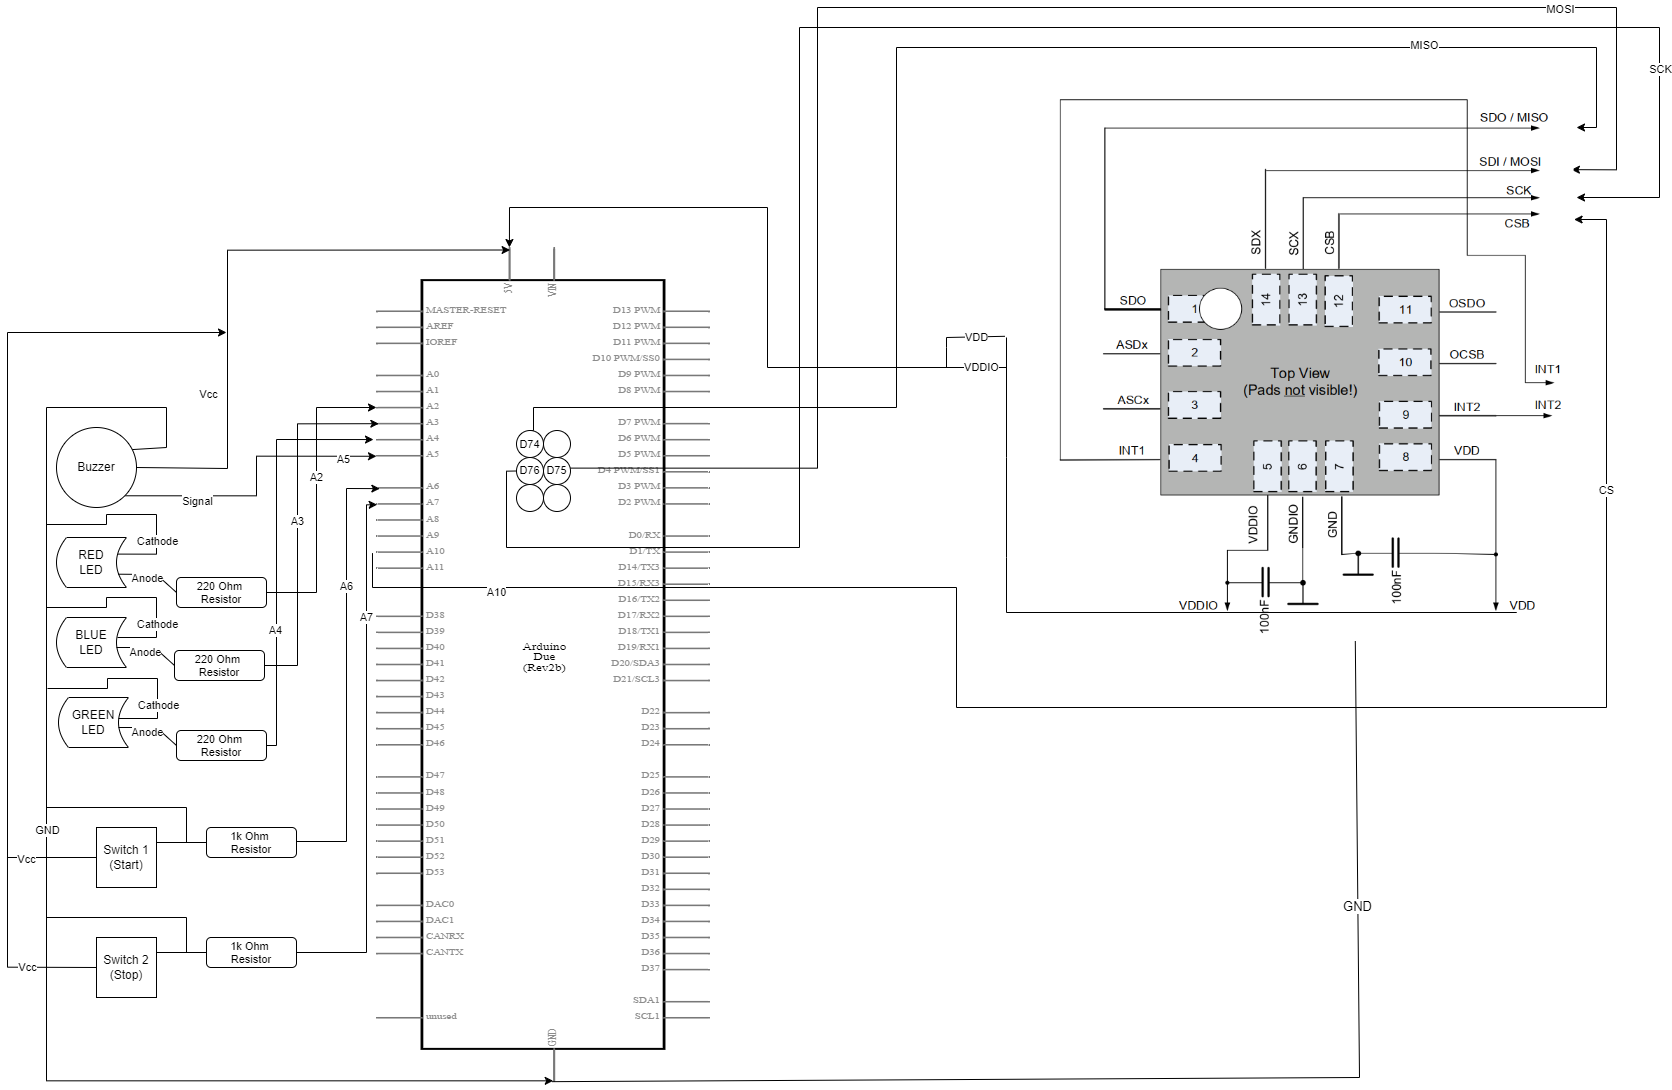 MOSI
MISO
SCK
SDO / MISO
SDI / MOSI
SCK
CSB
SDX
SCX
CSB
14
13
12
SDO
1
11
OSDO
ASDx
2
10
OCSB
Top View
(Pads not visible!)
INT1
ASCx
3
9
INT2
INT2
INT1
4
5
6
7
8
VDD
VDDIO
GNDIO
GND
100nF
100nF
VDDIO
VDD
CS
GND
VDD
VDDIO
5V
VIN
MASTER-RESET
AREF
IOREF
A0
A1
A2
A3
A4
A5
A6
A7
A8
A9
A10
A11
D38
D39
D40
D41
D42
D43
D44
D45
D46
D47
D48
D49
D50
D51
D52
D53
DAC0
DAC1
CANRX
CANTX
unused
D13 PWM
D12 PWM
D11 PWM
D10 PWM/SS0
D9 PWM
D8 PWM
D7 PWM
D6 PWM
D5 PWM
D4 PWM/SS1
D3 PWM
D2 PWM
D0/RX
D1/TX
D14/TX3
D15/RX3
D16/TX2
D17/RX2
D18/TX1
D19/RX1
D20/SDA3
D21/SCL3
D22
D23
D24
D25
D26
D27
D28
D29
D30
D31
D32
D33
D34
D35
D36
D37
SDA1
SCL1
GND
D74
D76
D75
Arduino
Due
(Rev2b)
Vcc
Buzzer
Signal
A5
A2
A3
A4
A6
A7
A10
RED
LED
Cathode
Anode
220 Ohm
Resistor
BLUE
LED
Cathode
Anode
220 Ohm
Resistor
GREEN
LED
Cathode
Anode
220 Ohm
Resistor
GND
Vcc
Switch 1
(Start)
1k Ohm
Resistor
Vcc
Switch 2
(Stop)
1k Ohm
Resistor